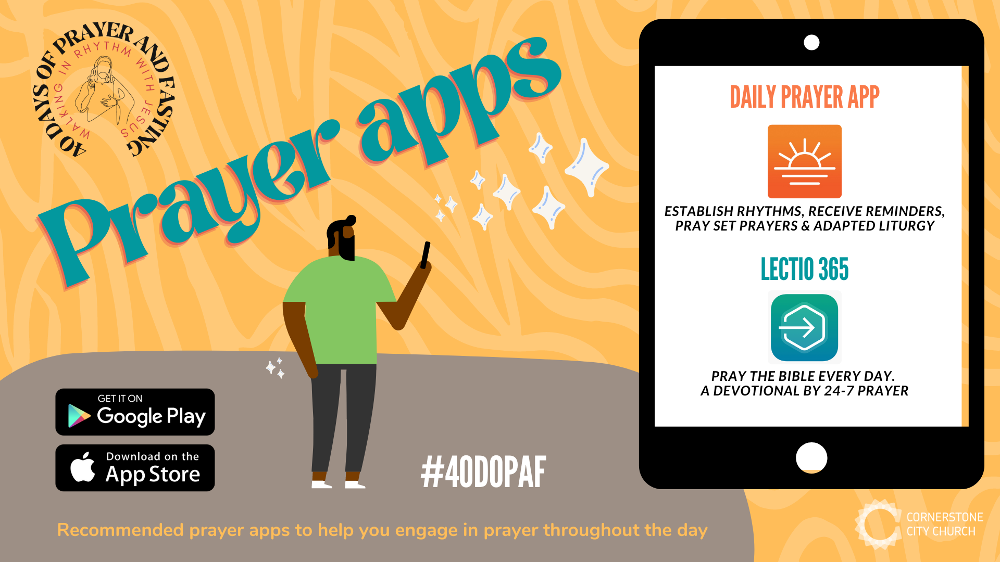 40 DAYS OF PRAYER AND FASTING
WALKING IN RHYTHM WITH JESUS
Prayer apps
DAILY PRAYER APP
ESTABLISH RHYTHMS, RECEIVE REMINDERS,
PRAY SET PRAYERS & ADAPTED LITURGY
LECTIO 365
PRAY THE BIBLE EVERY DAY.
A DEVOTIONAL BY 24-7 PRAYER
GET IT ON
Google Play
Download on the
App Store
#40DOPAF
Recommended prayer apps to help you engage in prayer throughout the day
CORNERSTONE
CITY CHURCH